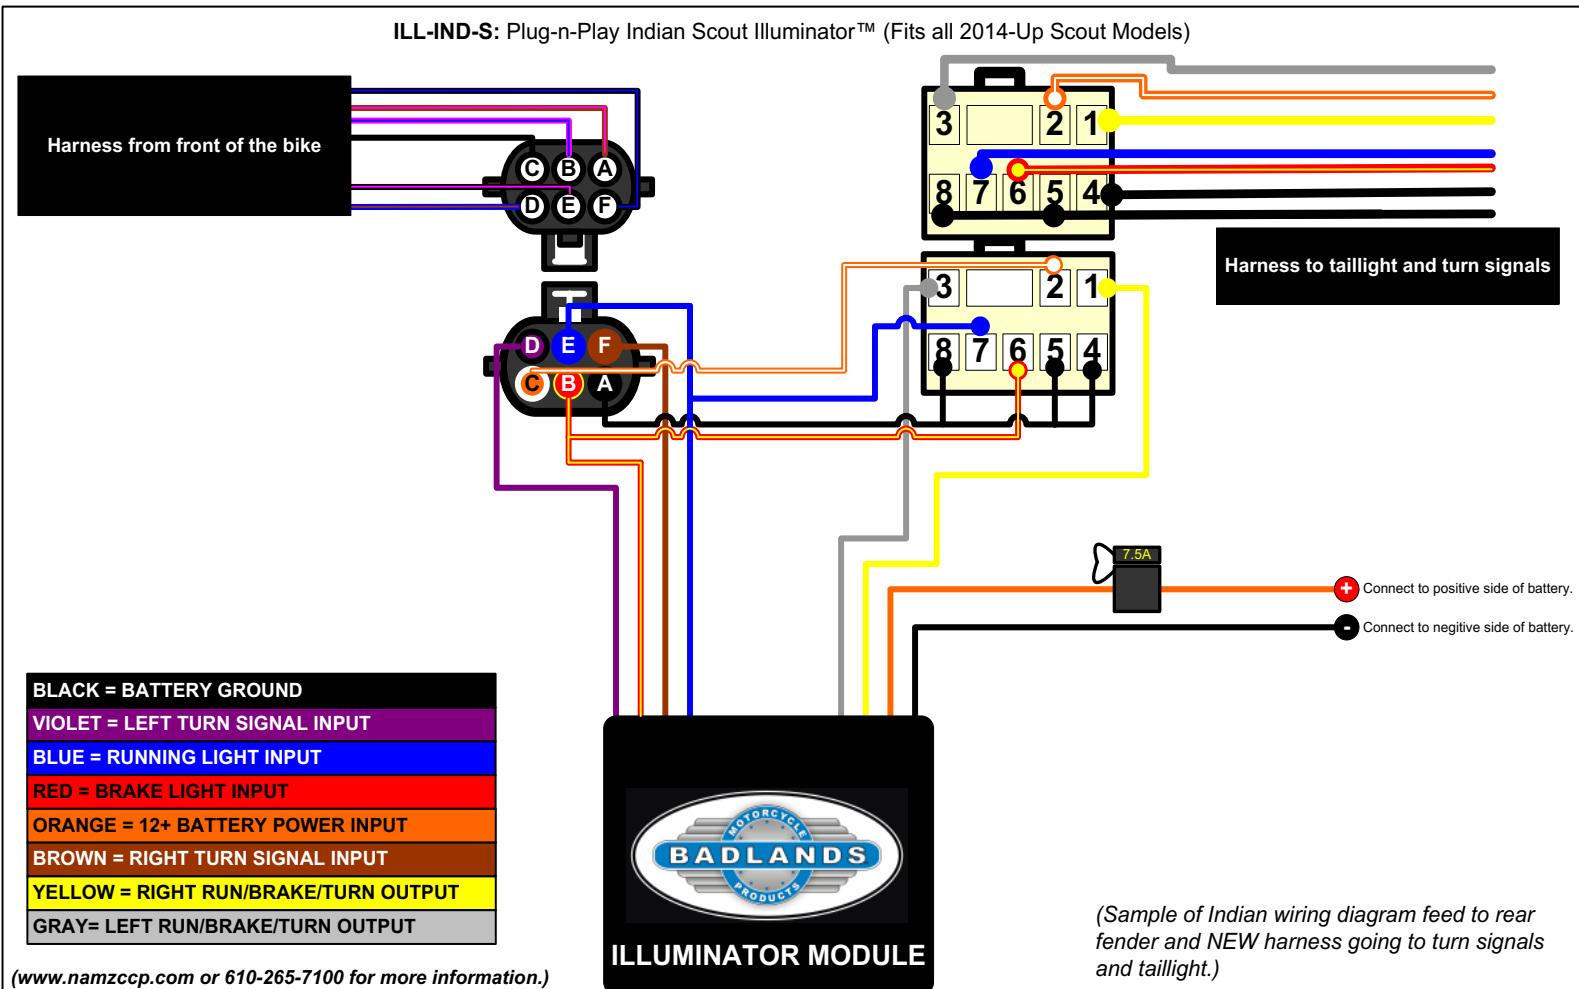 ILL-IND-S: Plug-n-Play Indian Scout Illuminator™ (Fits all 2014-Up Scout Models)
Harness from front of the bike
C B A
D E F
3 2 1
8 7 6 5 4
Harness to taillight and turn signals
D E F
C B A
3 2 1
8 7 6 5 4
7.5A
+ Connect to positive side of battery.
- Connect to negitive side of battery.
BLACK = BATTERY GROUND
VIOLET = LEFT TURN SIGNAL INPUT
BLUE = RUNNING LIGHT INPUT
RED = BRAKE LIGHT INPUT
ORANGE = 12+ BATTERY POWER INPUT
BROWN = RIGHT TURN SIGNAL INPUT
YELLOW = RIGHT RUN/BRAKE/TURN OUTPUT
GRAY= LEFT RUN/BRAKE/TURN OUTPUT
(www.namzccp.com or 610-265-7100 for more information.)
MOTORCYCLE
BADLANDS
PRODUCTS
ILLUMINATOR MODULE
(Sample of Indian wiring diagram feed to rear
fender and NEW harness going to turn signals
and taillight.)